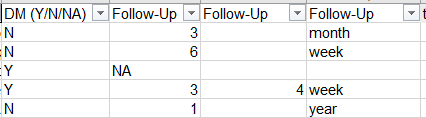 DM (Y/N/NA) Follow-Up Follow-Up Follow-Up t
N 3 month
N 6 week
Y NA
Y 3 4 week
N 1 year